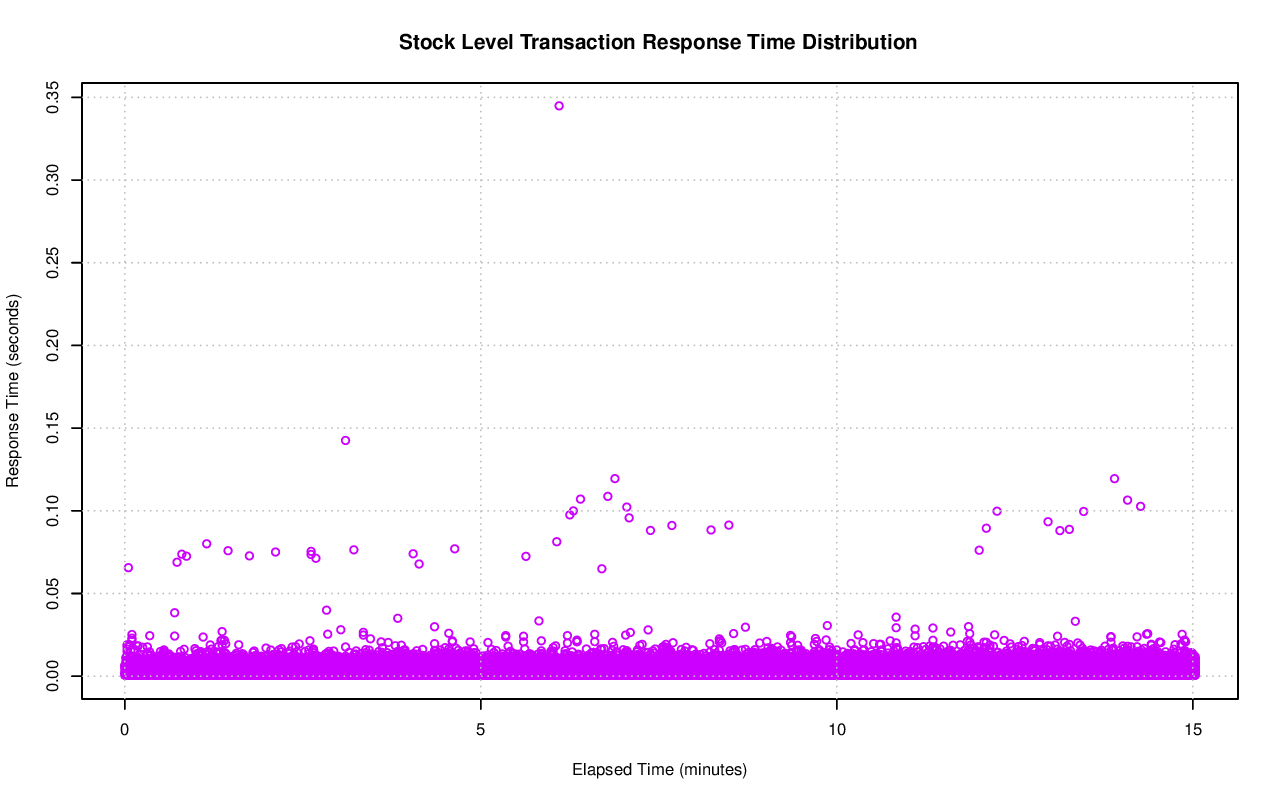 Stock Level Transaction Response Time Distribution
Response Time (seconds)
0.35
0.30
0.25
0.20
0.15
0.10
0.05
0.00
0 5 10 15
Elapsed Time (minutes)